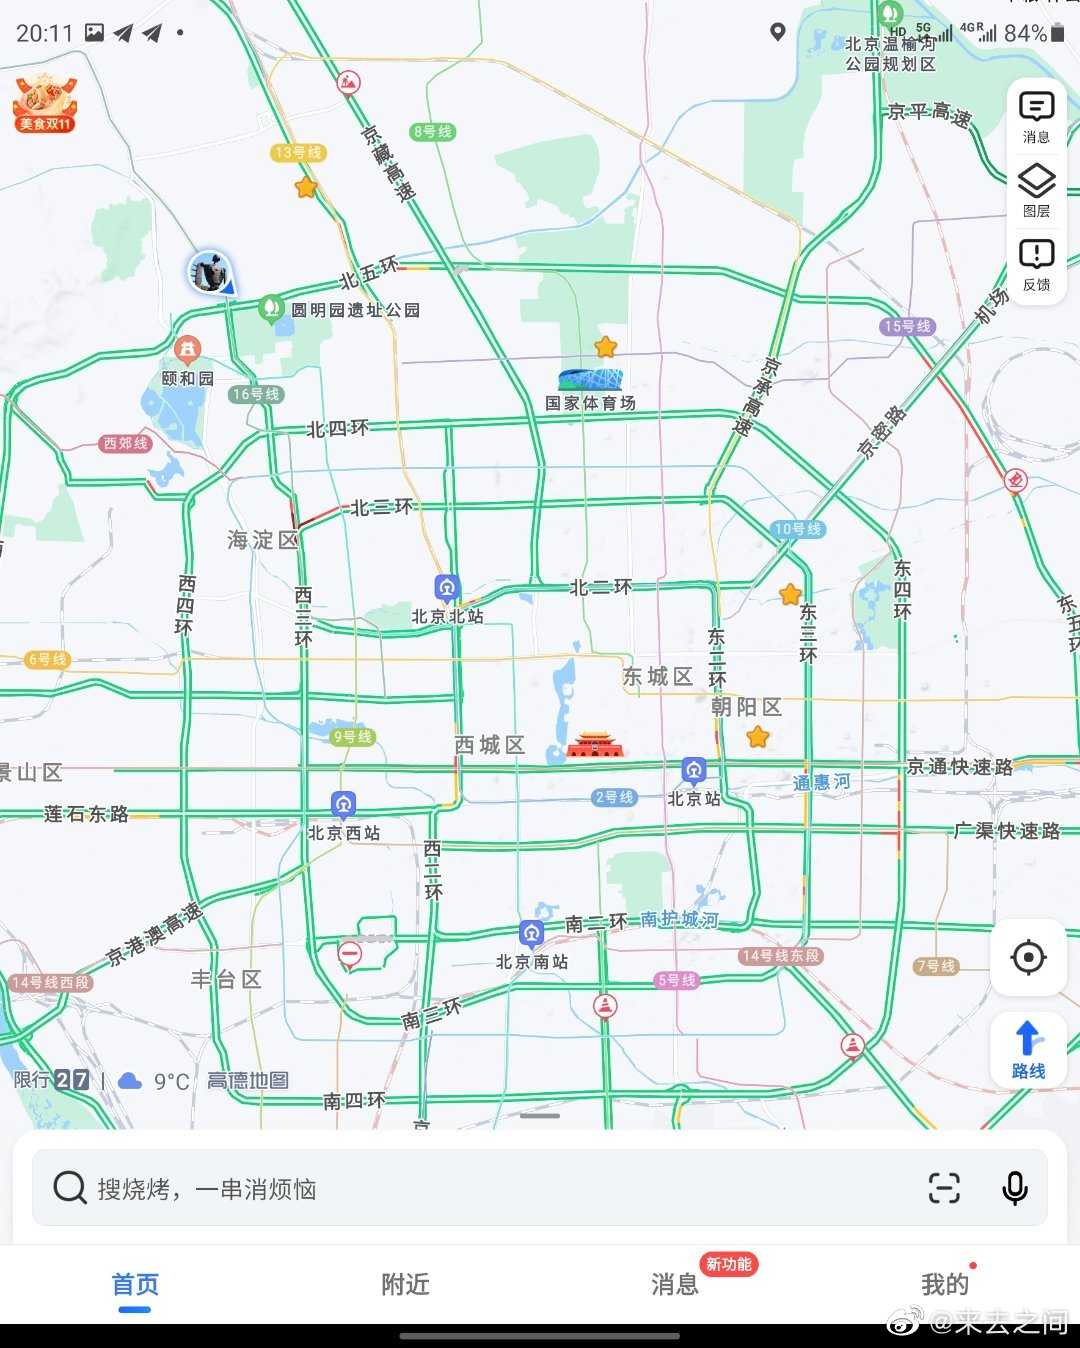 20:11
HD 5G 4GR 84%
北京温榆河
公园规划区
京平高速
美食双11
消息
图层
反馈
13号线
8号线
京藏高速
北五环
圆明园遗址公园
颐和园
16号线
国家体育场
15号线
机场
京承高速
京密路
西郊线
北四环
北三环
海淀区
10号线
西四环
西三环
北京北站
北二环
东二环
东三环
东四环
东五环
6号线
东城区
朝阳区
9号线
西城区
景山区
京通快速路
通惠河
莲石东路
北京西站
2号线
北京站
广渠快速路
西二环
京港澳高速
南二环
南护城河
北京南站
14号线东段
7号线
14号线西段
丰台区
5号线
南三环
限行 27 | 9°C 高德地图
南四环
京
路线
搜烧烤，一串消烦恼
首页
附近
消息
新功能
我的
@来去之间